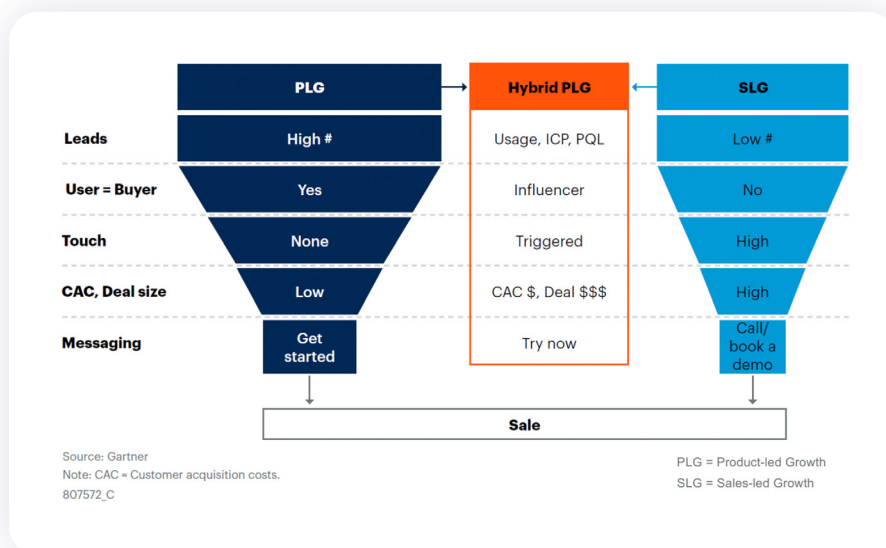 PLG
Hybrid PLG
SLG
Leads
High #
Usage, ICP, PQL
Low #
User = Buyer
Yes
Influencer
No
Touch
None
Triggered
High
CAC, Deal size
Low
CAC $, Deal $$$
High
Messaging
Get
started
Try now
Call/
book a
demo
Sale
Source: Gartner
Note: CAC = Customer acquisition costs.
807572_C
PLG = Product-led Growth
SLG = Sales-led Growth